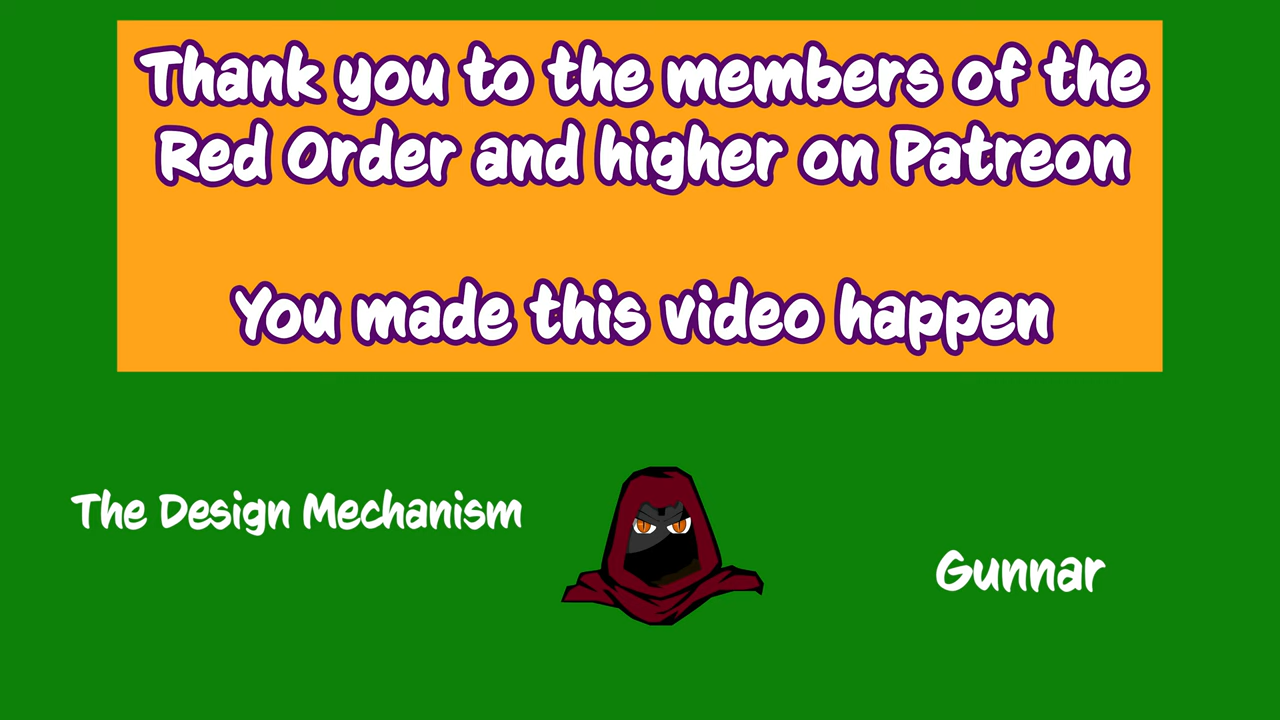 Thank you to the members of the
Red Order and higher on Patreon
You made this video happen
The Design Mechanism
Gunnar